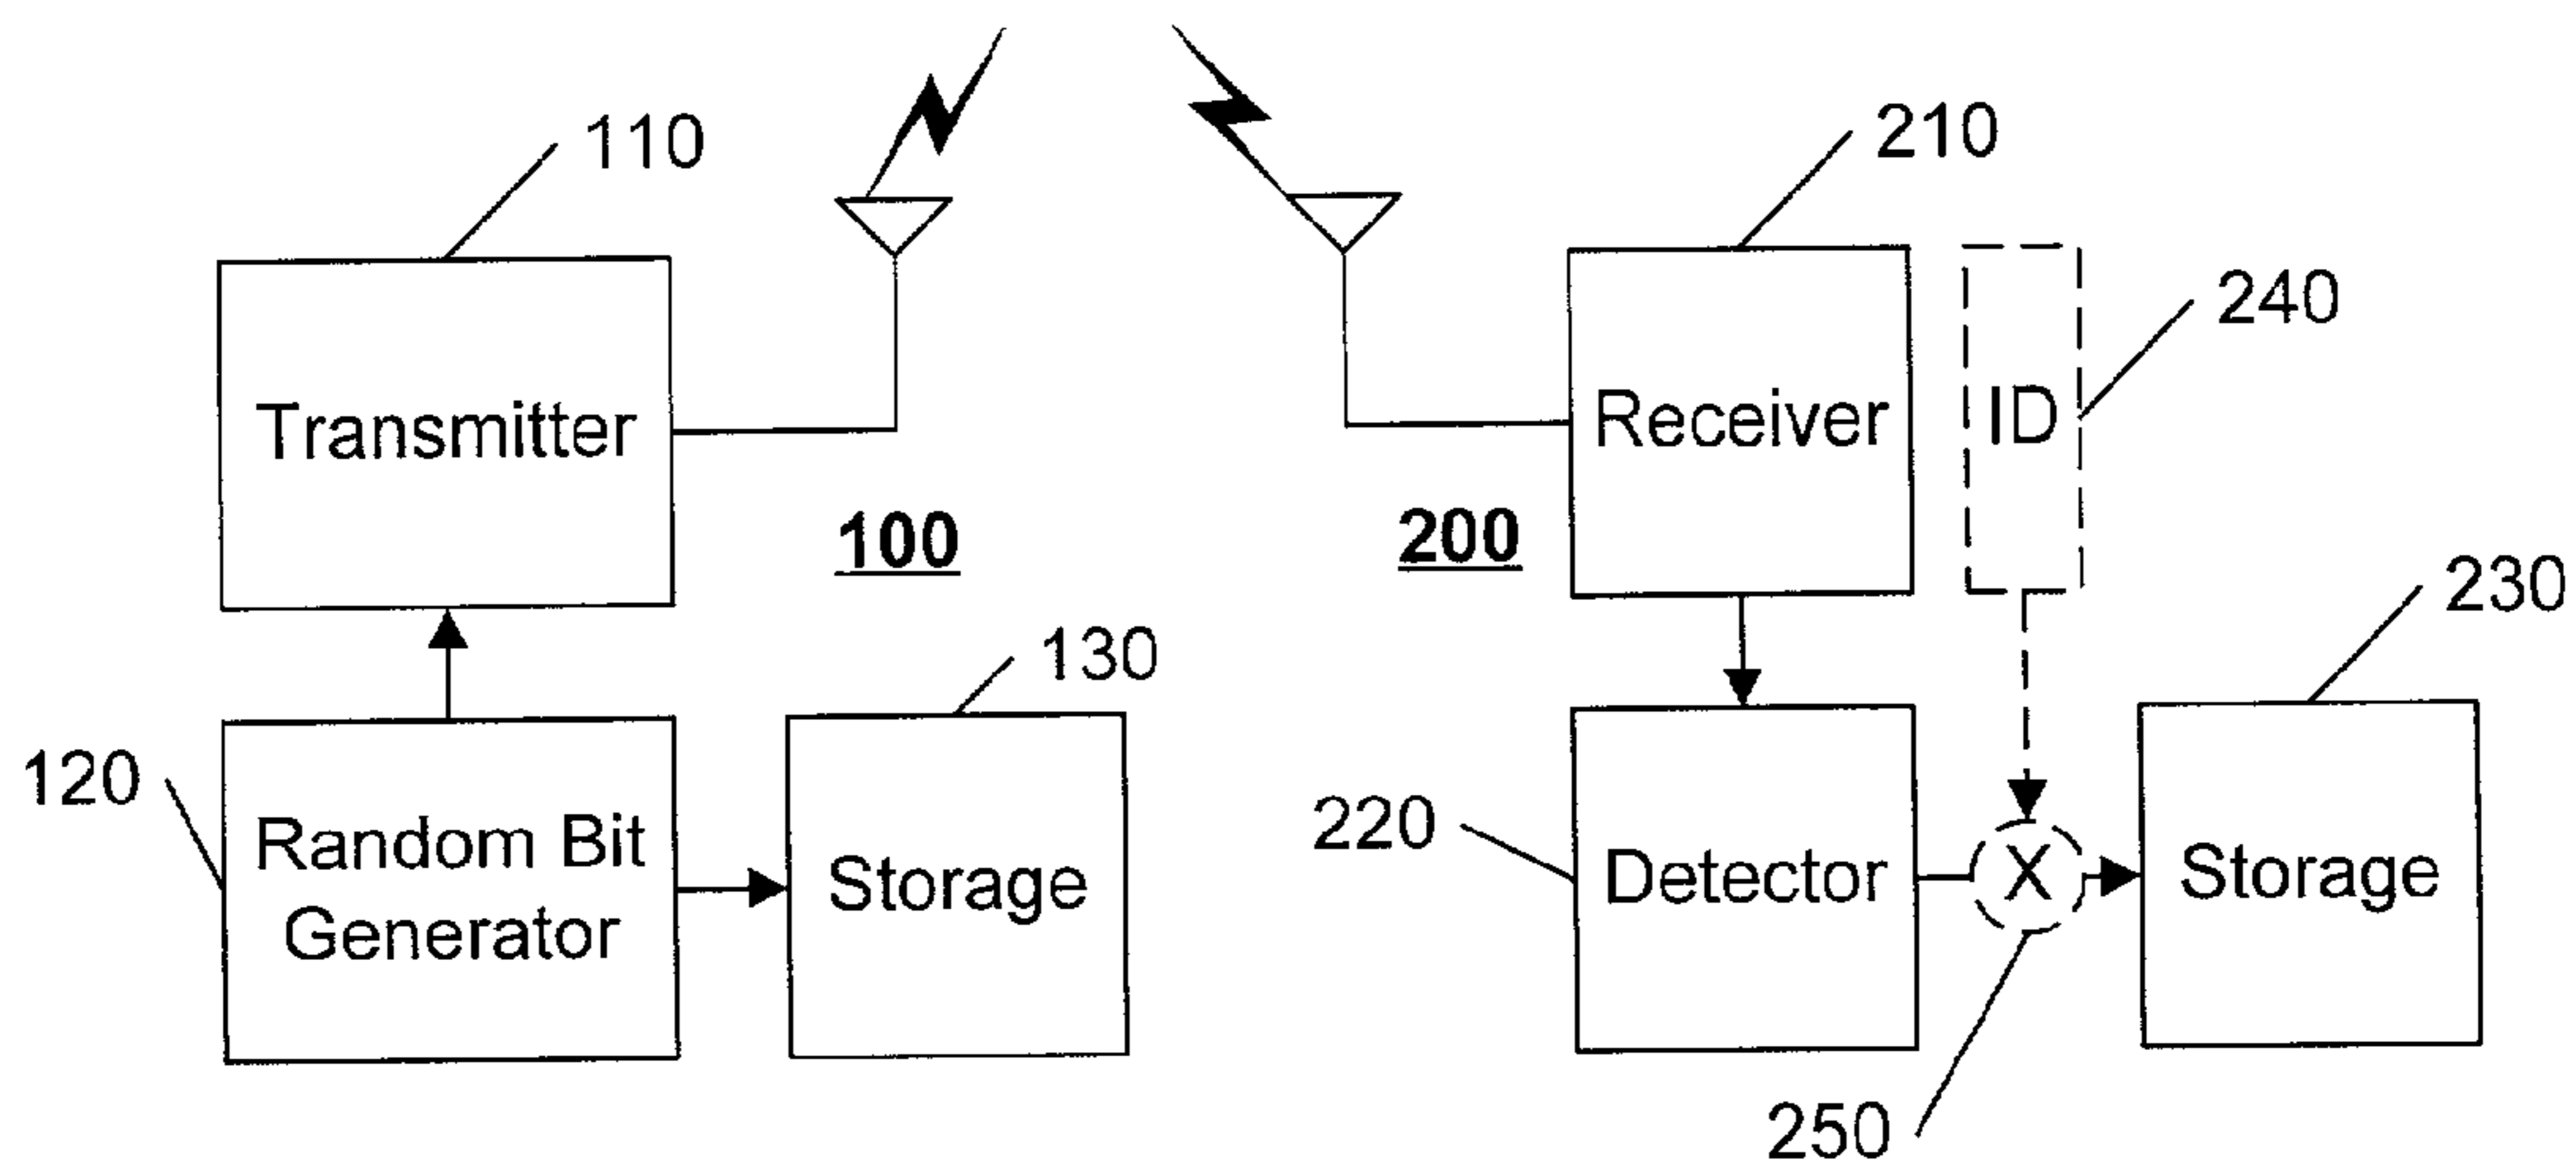 110
210
240
Transmitter
Receiver
ID
100
200
130
230
120
Random Bit
Generator
Storage
220
Detector
X
Storage
250